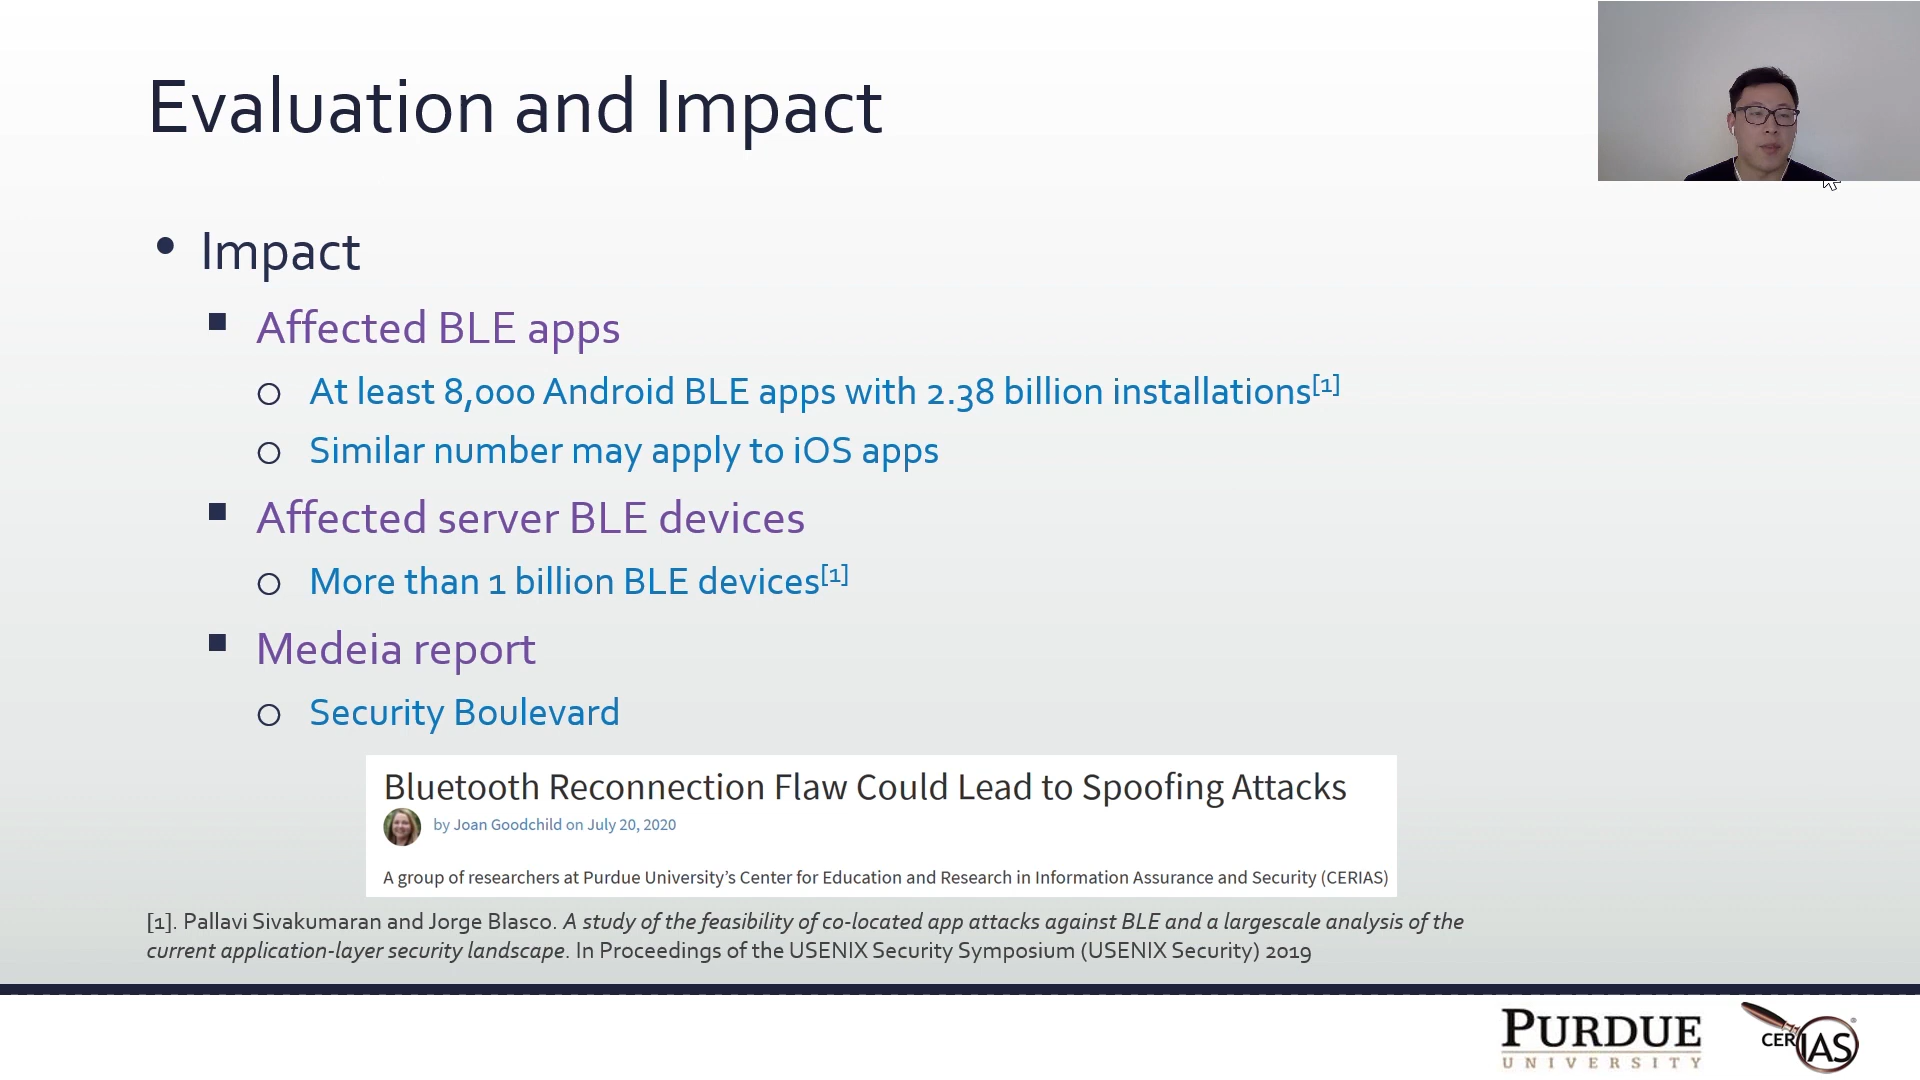 Evaluation and Impact
• Impact
▪ Affected BLE apps
o At least 8,000 Android BLE apps with 2.38 billion installations[1]
o Similar number may apply to iOS apps
▪ Affected server BLE devices
o More than 1 billion BLE devices[1]
▪ Medeia report
o Security Boulevard
Bluetooth Reconnection Flaw Could Lead to Spoofing Attacks
by Joan Goodchild on July 20, 2020
A group of researchers at Purdue University’s Center for Education and Research in Information Assurance and Security (CERIAS)
[1]. Pallavi Sivakumaran and Jorge Blasco. A study of the feasibility of co-located app attacks against BLE and a largescale analysis of the
current application-layer security landscape. In Proceedings of the USENIX Security Symposium (USENIX Security) 2019
PURDUE
UNIVERSITY
CERIAS